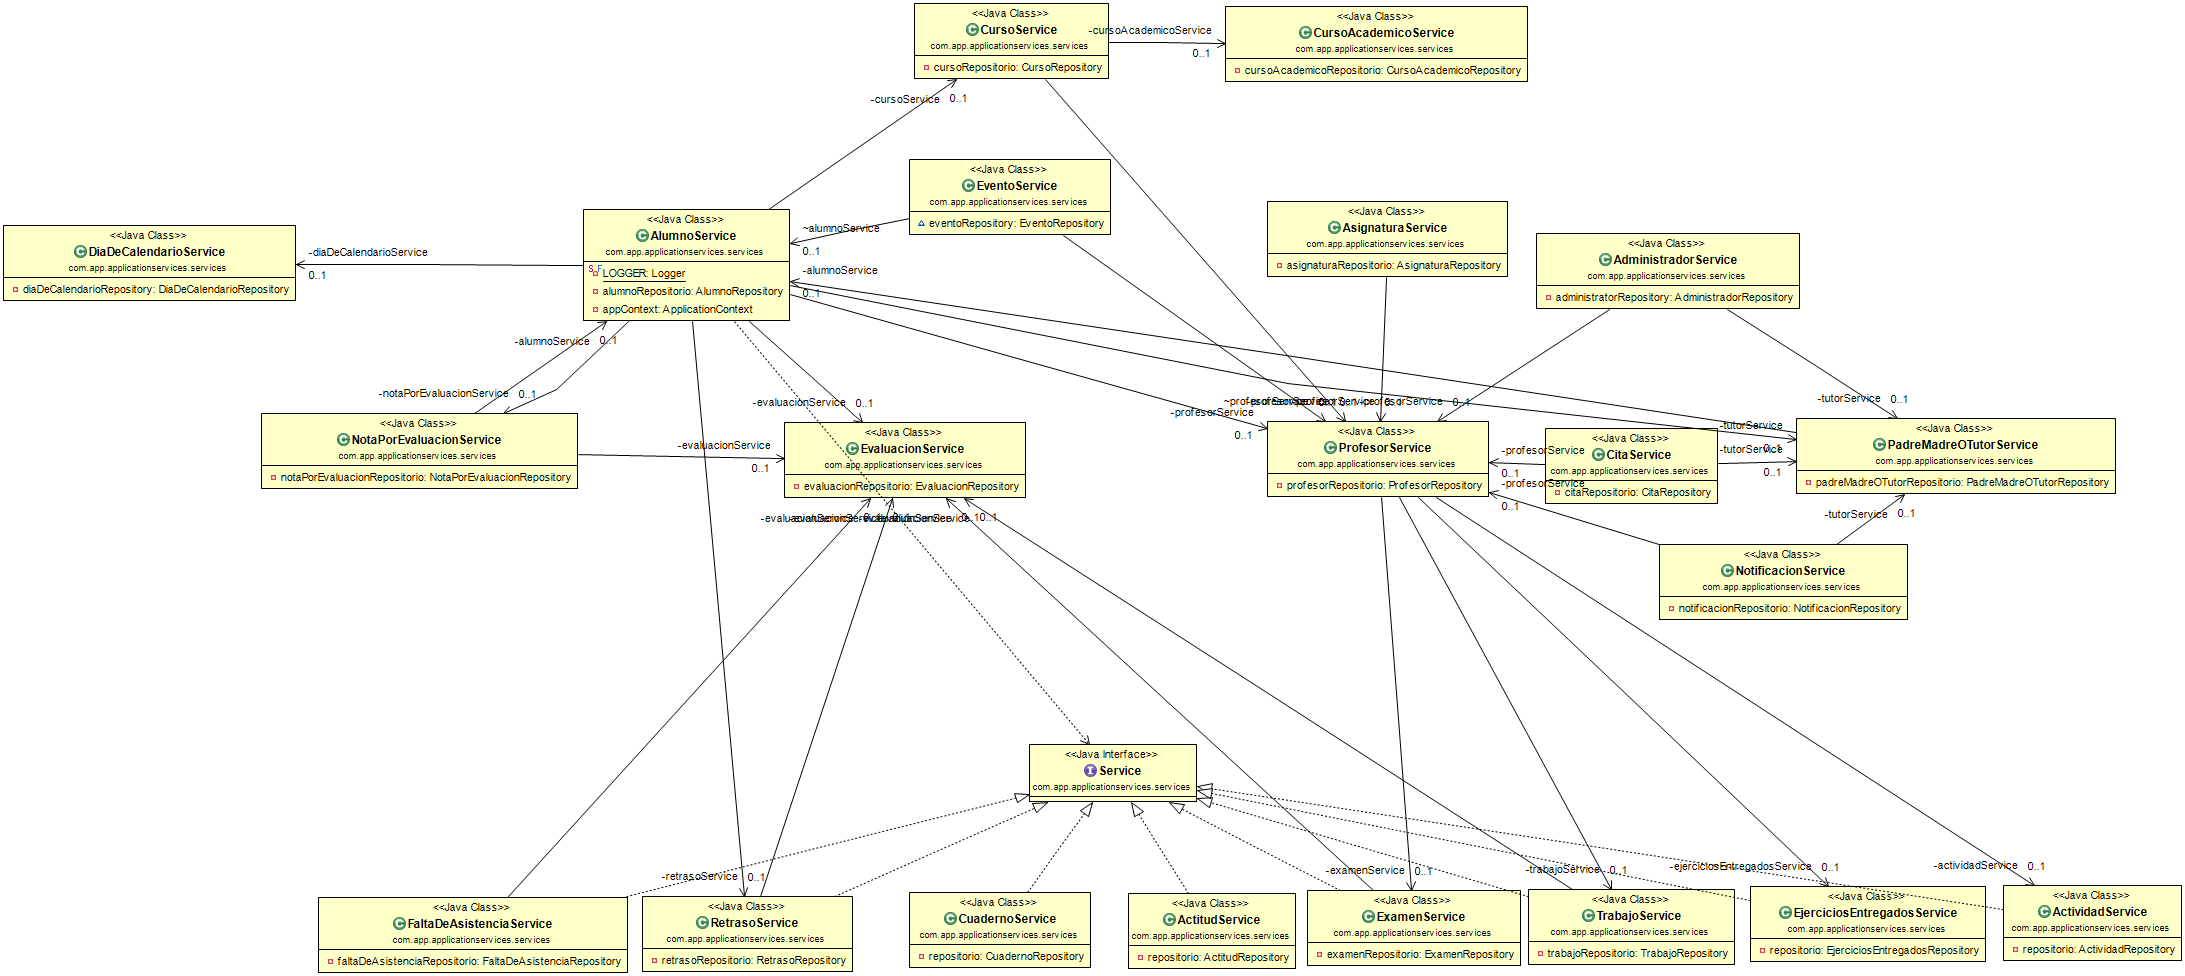 <<Java Class>>
CursoService
com.app.applicationservices.services
cursoRepositorio: CursoRepository
-cursoAcademicoService
0..1
<<Java Class>>
CursoAcademicoService
com.app.applicationservices.services
cursoAcademicoRepositorio: CursoAcademicoRepository
-cursoService 0..1
<<Java Class>>
EventoService
com.app.applicationservices.services
eventoRepository: EventoRepository
<<Java Class>>
DiaDeCalendarioService
com.app.applicationservices.services
diaDeCalendarioRepository: DiaDeCalendarioRepository
-diaDeCalendarioService
0..1
<<Java Class>>
AlumnoService
com.app.applicationservices.services
LOGGER: Logger
alumnoRepositorio: AlumnoRepository
appContext: ApplicationContext
~alumnoService
0..1
-alumnoService
0..1
<<Java Class>>
AsignaturaService
com.app.applicationservices.services
asignaturaRepositorio: AsignaturaRepository
<<Java Class>>
AdministradorService
com.app.applicationservices.services
administratorRepository: AdministradorRepository
-alumnoService 0..1
-notaPorEvaluacionService 0..1
-evaluacionService 0..1
-profesorService
0..1
0..1
-tutorService 0..1
<<Java Class>>
NotaPorEvaluacionService
com.app.applicationservices.services
notaPorEvaluacionRepositorio: NotaPorEvaluacionRepository
-evaluacionService
0..1
<<Java Class>>
EvaluacionService
com.app.applicationservices.services
evaluacionRepositorio: EvaluacionRepository
<<Java Class>>
ProfesorService
com.app.applicationservices.services
profesorRepositorio: ProfesorRepository
-profesorService
0..1
-profesorService
0..1
<<Java Class>>
CitaService
com.app.applicationservices.services
citaRepositorio: CitaRepository
-tutorService
0..1
-tutorService
0..1
<<Java Class>>
PadreMadreOTutorService
com.app.applicationservices.services
padreMadreOTutorRepositorio: PadreMadreOTutorRepository
-tutorService 0..1
0..1
<<Java Class>>
NotificacionService
com.app.applicationservices.services
notificacionRepositorio: NotificacionRepository
<<Java Interface>>
Service
com.app.applicationservices.services
-retrasoService 0..1
-examenService 0..1
-trabajoService 0..1
-ejerciciosEntregadosService 0..1
-actividadService 0..1
<<Java Class>>
FaltaDeAsistenciaService
com.app.applicationservices.services
faltaDeAsistenciaRepositorio: FaltaDeAsistenciaRepository
<<Java Class>>
RetrasoService
com.app.applicationservices.services
retrasoRepositorio: RetrasoRepository
<<Java Class>>
CuadernoService
com.app.applicationservices.services
repositorio: CuadernoRepository
<<Java Class>>
ActitudService
com.app.applicationservices.services
repositorio: ActitudRepository
<<Java Class>>
ExamenService
com.app.applicationservices.services
examenRepositorio: ExamenRepository
<<Java Class>>
TrabajoService
com.app.applicationservices.services
trabajoRepositorio: TrabajoRepository
<<Java Class>>
EjerciciosEntregadosService
com.app.applicationservices.services
repositorio: EjerciciosEntregadosRepository
<<Java Class>>
ActividadService
com.app.applicationservices.services
repositorio: ActividadRepository